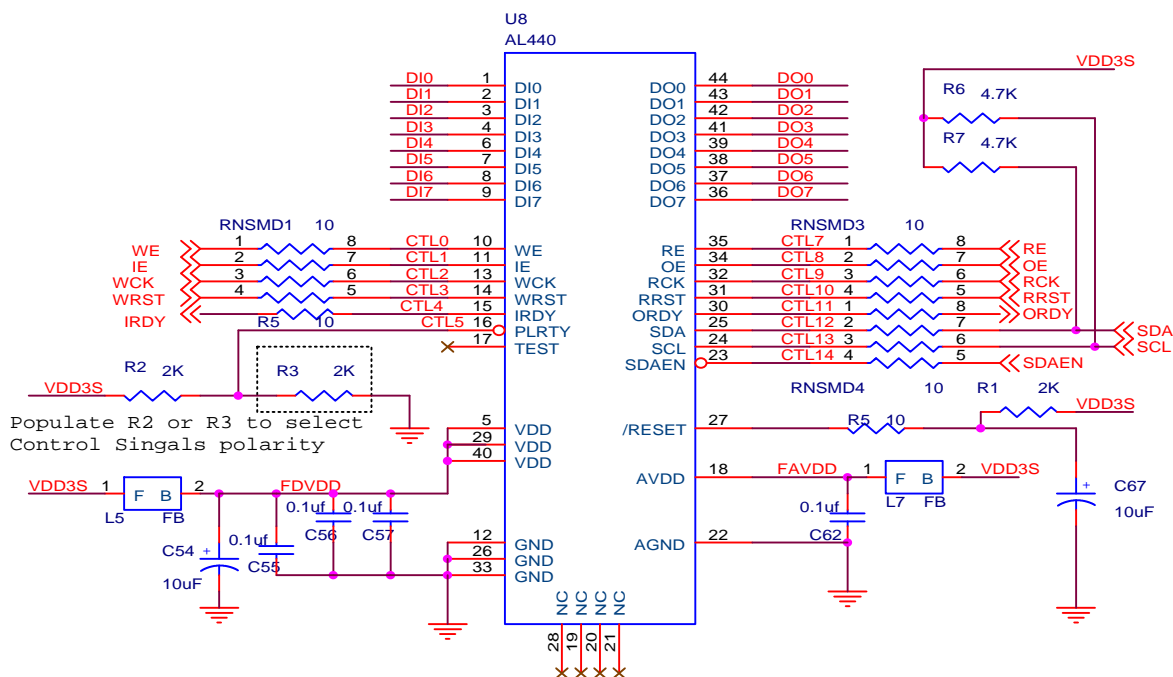 U8
AL440
DI0 1 DI0 DO0 44 DO0
DI1 2 DI1 DO1 43 DO1
DI2 3 DI2 DO2 42 DO2
DI3 4 DI3 DO3 41 DO3
DI4 6 DI4 DO4 39 DO4
DI5 7 DI5 DO5 38 DO5
DI6 8 DI6 DO6 37 DO6
DI7 9 DI7 DO7 36 DO7
VDD3S
R6 4.7K
R7 4.7K
RNSMD1 10
RNSMD3 10
WE 1 8 CTL0 10 WE RE 35 CTL7 1 8 RE
IE 2 7 CTL1 11 IE OE 34 CTL8 2 7 OE
WCK 3 6 CTL2 13 WCK RCK 32 CTL9 3 6 RCK
WRST 4 5 CTL3 14 WRST RRST 31 CTL10 4 5 RRST
IRDY R5 10 CTL4 15 IRDY ORDY 30 CTL11 1 8 ORDY
CTL5 16 PLRTY SDA 25 CTL12 2 7 SDA
17 TEST SCL 24 CTL13 3 6 SCL
SDAEN 23 CTL14 4 5 SDAEN
RNSMD4 10
VDD3S R2 2K R3 2K
Populate R2 or R3 to select
Control Singals polarity
R1 2K VDD3S
5 VDD /RESET 27 R5 10
29 VDD
40 VDD
AVDD 18 FAVDD 1 F B 2 VDD3S
L7 FB
0.1uf
C62
C67
10uF
VDD3S 1 F B 2 FDVDD
L5 FB
0.1uf 0.1uf
C56 C57
0.1uf
C55
C54
10uF
12 GND AGND 22
26 GND
33 GND
NC NC NC NC
28 19 20 21